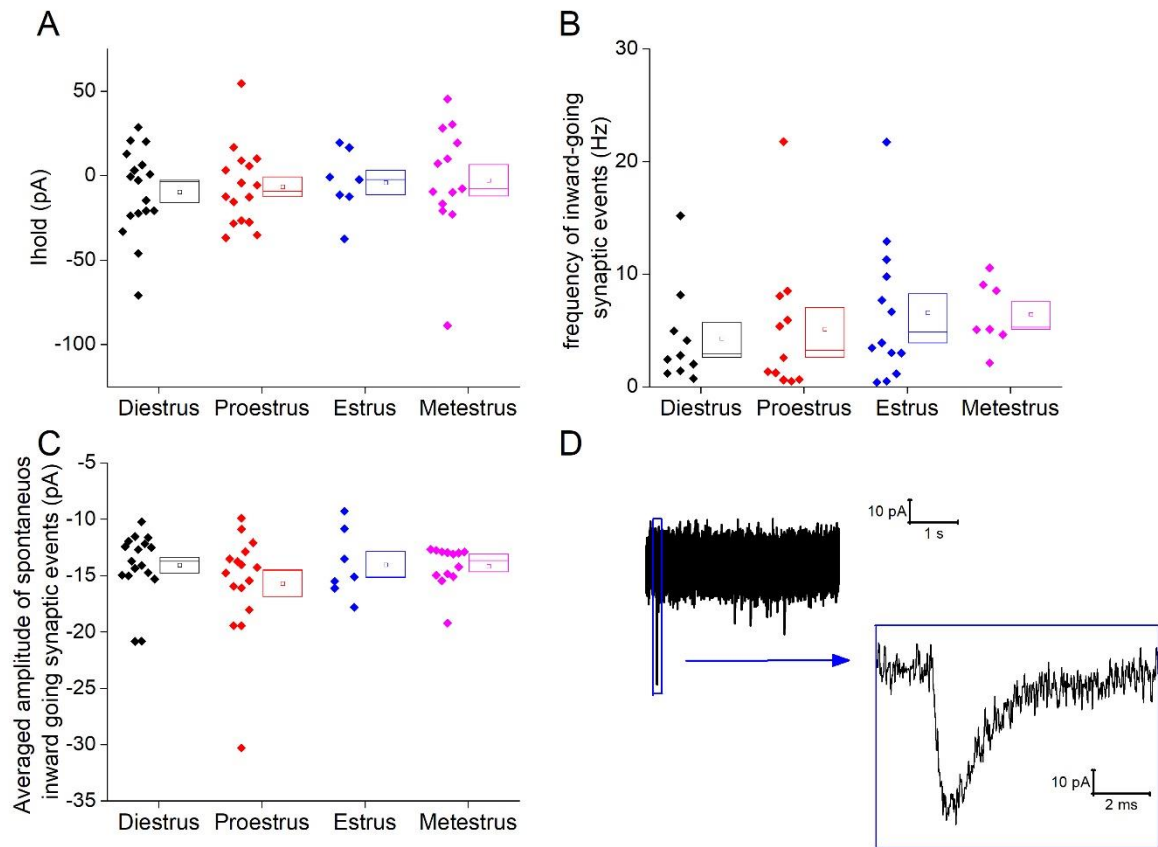 A
Ihold (pA)
50
0
-50
-100
Diestrus Proestrus Estrus Metestrus
B
frequency of inward-going
synaptic events (Hz)
30
20
10
0
Diestrus Proestrus Estrus Metestrus
C
Averaged amplitude of spontaneuos
inward going synaptic events (pA)
-5
-10
-15
-20
-25
-30
-35
Diestrus Proestrus Estrus Metestrus
D
10 pA
1 s
10 pA
2 ms